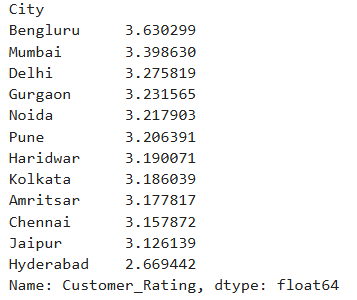 City
Bengluru 3.630299
Mumbai 3.398630
Delhi 3.275819
Gurgaon 3.231565
Noida 3.217903
Pune 3.206391
Haridwar 3.190071
Kolkata 3.186039
Amritsar 3.177817
Chennai 3.157872
Jaipur 3.126139
Hyderabad 2.669442
Name: Customer_Rating, dtype: float64